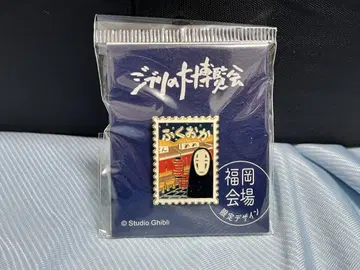 ジブリの大博覧会
ふくおか
福岡
会場
限定デザイン
© Studio Ghibli